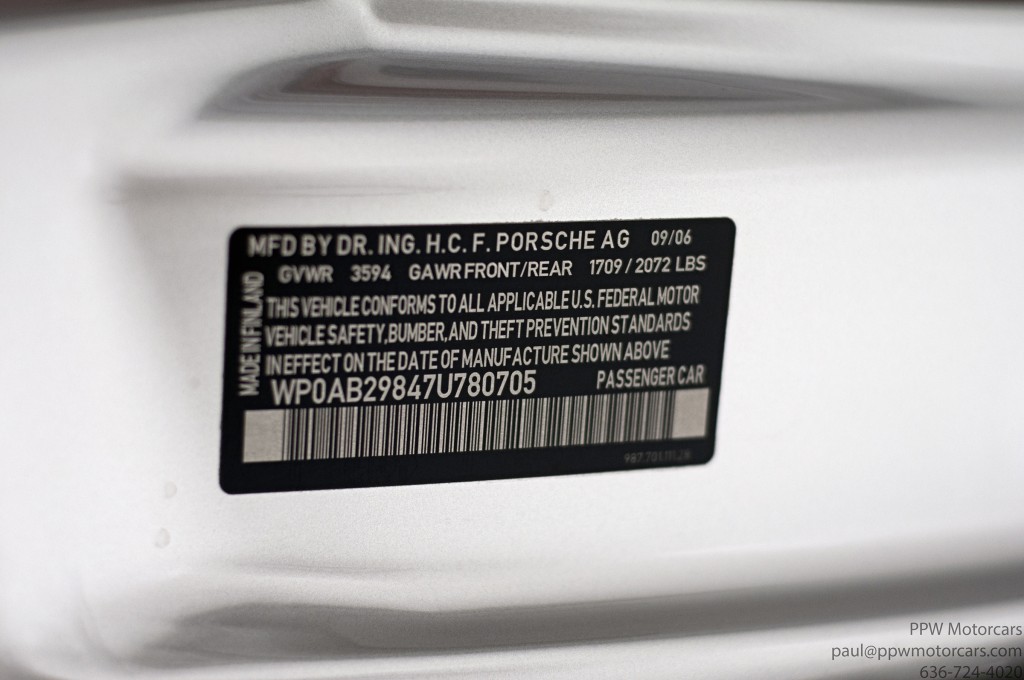 MFD BY DR. ING. H.C. F. PORSCHE AG 09/06
GVWR 3594 GAWR FRONT/REAR 1709 / 2072 LBS
MADE IN FINLAND
THIS VEHICLE CONFORMS TO ALL APPLICABLE U.S. FEDERAL MOTOR
VEHICLE SAFETY, BUMBER, AND THEFT PREVENTION STANDARDS
IN EFFECT ON THE DATE OF MANUFACTURE SHOWN ABOVE
WP0AB29847U780705 PASSENGER CAR
PPW Motorcars
paul@ppwmotorcars.com
636-724-4020